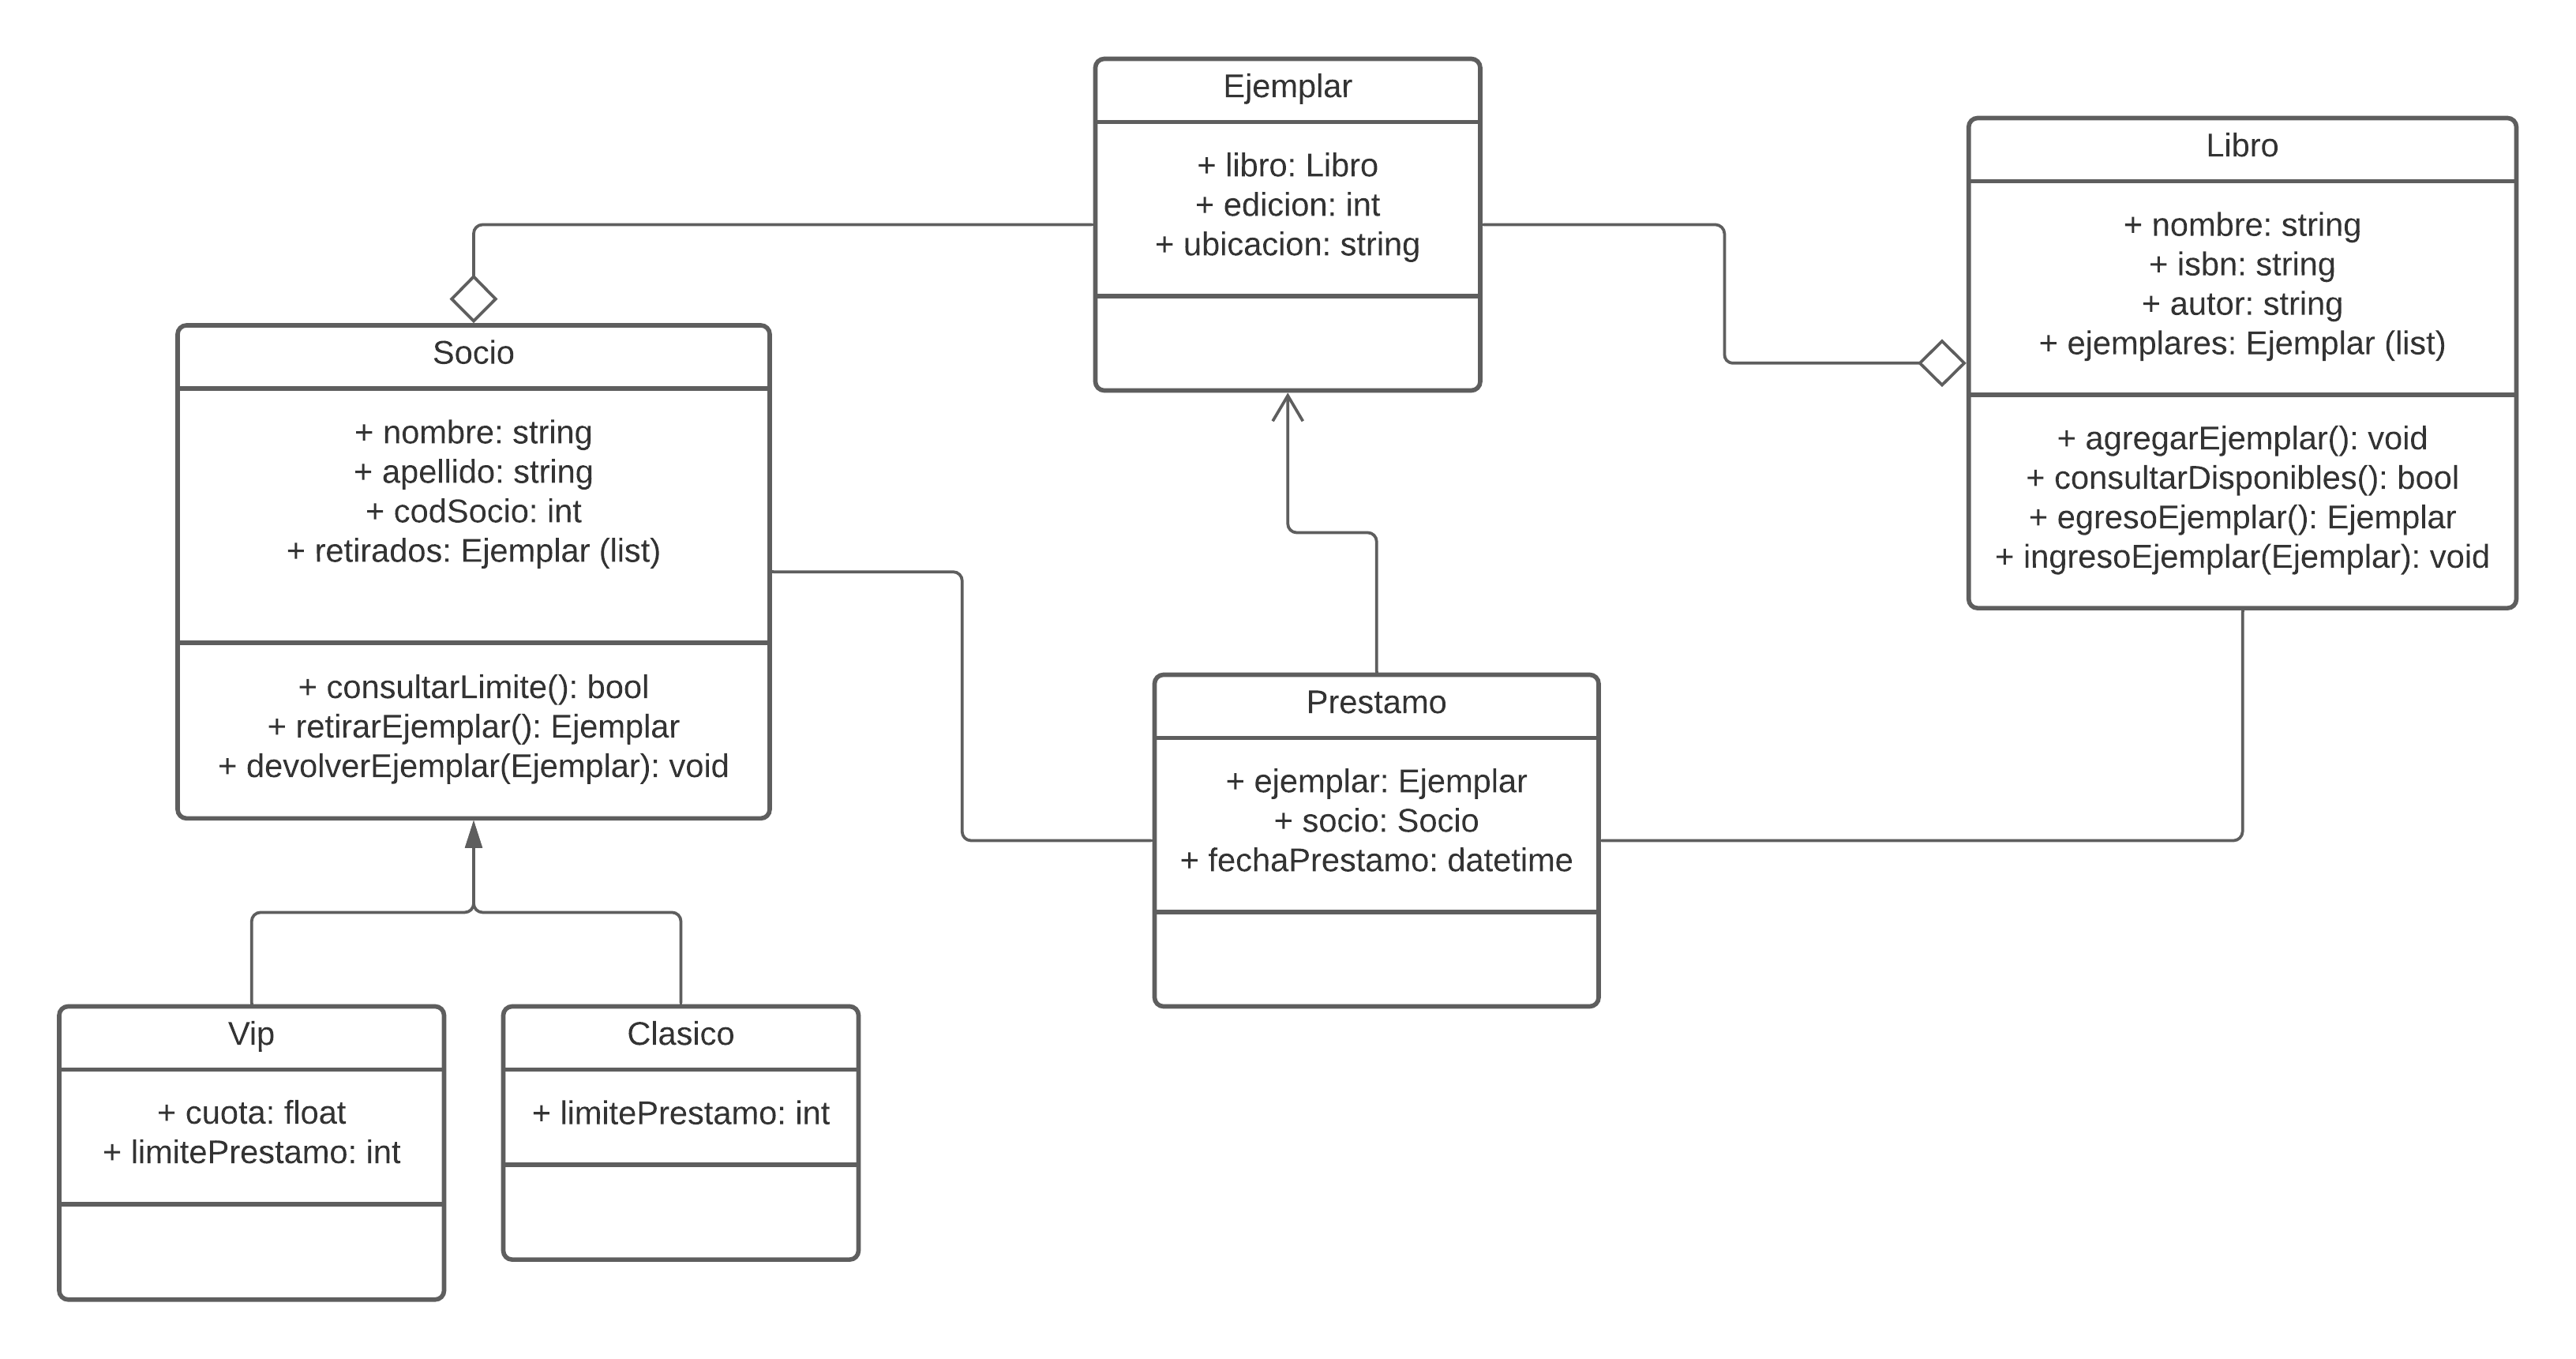 Ejemplar
+ libro: Libro
+ edicion: int
+ ubicacion: string
Libro
+ nombre: string
+ isbn: string
+ autor: string
+ ejemplares: Ejemplar (list)
+ agregarEjemplar(): void
+ consultarDisponibles(): bool
+ egresoEjemplar(): Ejemplar
+ ingresoEjemplar(Ejemplar): void
Socio
+ nombre: string
+ apellido: string
+ codSocio: int
+ retirados: Ejemplar (list)
+ consultarLimite(): bool
+ retirarEjemplar(): Ejemplar
+ devolverEjemplar(Ejemplar): void
Prestamo
+ ejemplar: Ejemplar
+ socio: Socio
+ fechaPrestamo: datetime
Vip
+ cuota: float
+ limitePrestamo: int
Clasico
+ limitePrestamo: int